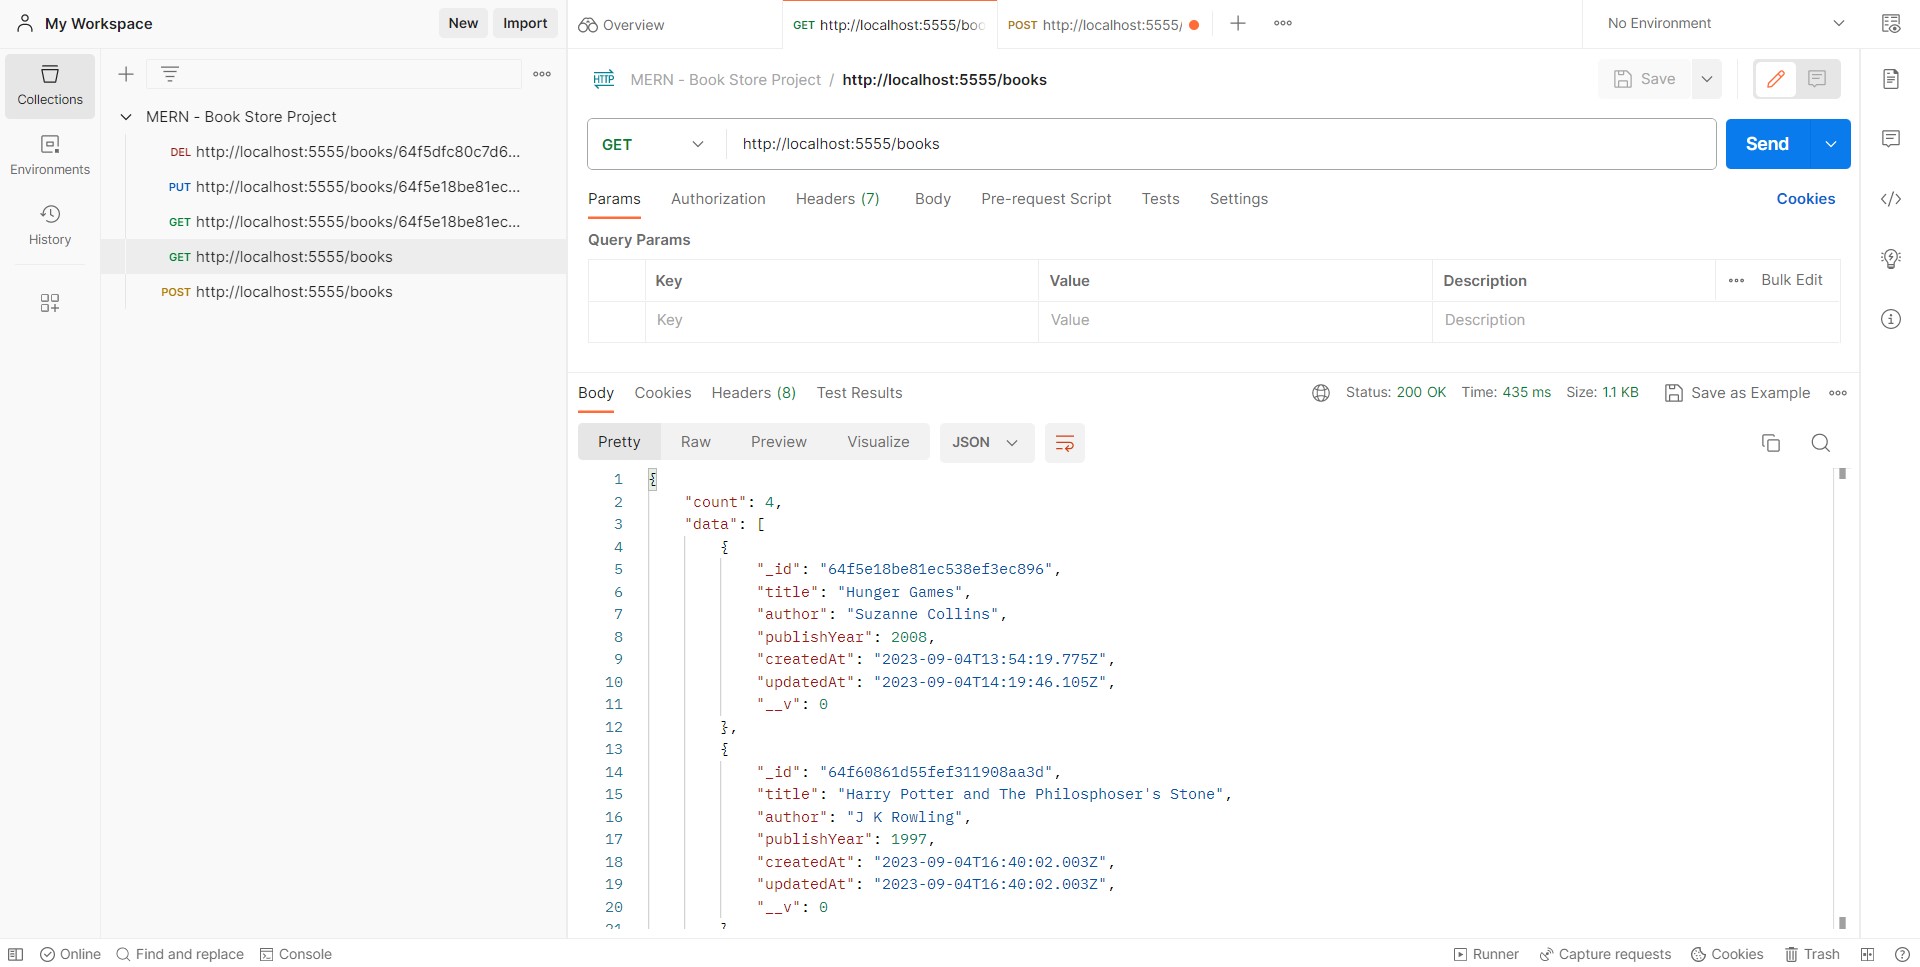 My Workspace
New
Import
Overview
GET http://localhost:5555/boo
POST http://localhost:5555/
No Environment
Collections
Environments
History
MERN - Book Store Project
DEL http://localhost:5555/books/64f5dfc80c7d6...
PUT http://localhost:5555/books/64f5e18be81ec...
GET http://localhost:5555/books/64f5e18be81ec...
GET http://localhost:5555/books
POST http://localhost:5555/books
HTTP MERN - Book Store Project / http://localhost:5555/books
Save
GET http://localhost:5555/books
Send
Params Authorization Headers (7) Body Pre-request Script Tests Settings
Cookies
Query Params
Key Value Description Bulk Edit
Key Value Description
Body Cookies Headers (8) Test Results
Status: 200 OK Time: 435 ms Size: 1.1 KB Save as Example
Pretty Raw Preview Visualize JSON
1 {
2 "count": 4,
3 "data": [
4 {
5 "_id": "64f5e18be81ec538ef3ec896",
6 "title": "Hunger Games",
7 "author": "Suzanne Collins",
8 "publishYear": 2008,
9 "createdAt": "2023-09-04T13:54:19.775Z",
10 "updatedAt": "2023-09-04T14:19:46.105Z",
11 "__v": 0
12 },
13 {
14 "_id": "64f60861d55fef311908aa3d",
15 "title": "Harry Potter and The Philosphoser's Stone",
16 "author": "J K Rowling",
17 "publishYear": 1997,
18 "createdAt": "2023-09-04T16:40:02.003Z",
19 "updatedAt": "2023-09-04T16:40:02.003Z",
20 "__v": 0
Online Find and replace Console
Runner Capture requests Cookies Trash